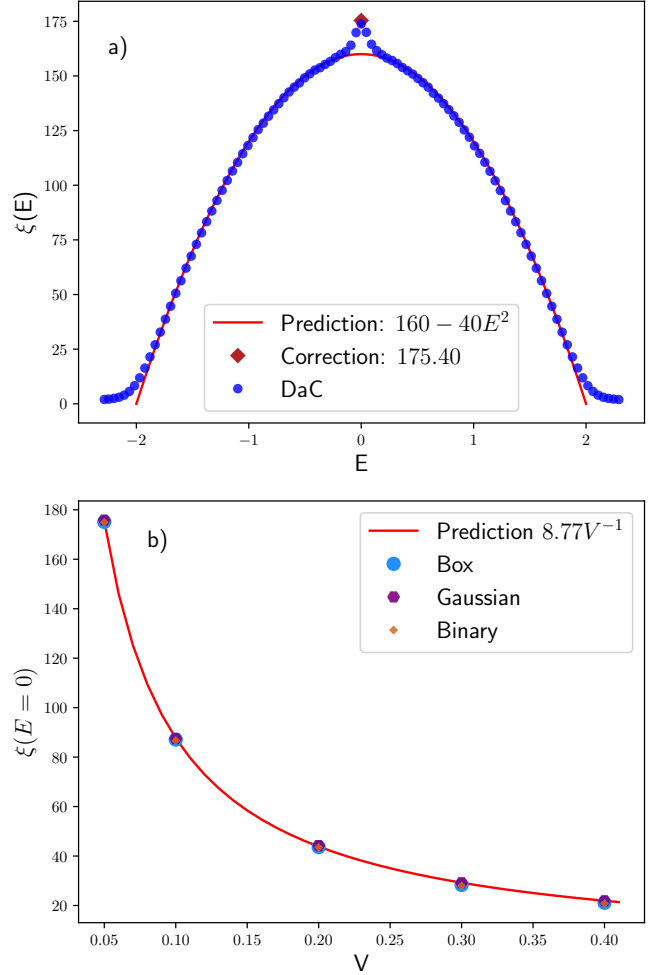 a)
ξ(E)
175
150
125
100
75
50
25
0
Prediction: 160 − 40E²
Correction: 175.40
DaC
−2 −1 0 1 2
E
b)
ξ(E = 0)
180
160
140
120
100
80
60
40
20
Prediction 8.77V⁻¹
Box
Gaussian
Binary
0.05 0.10 0.15 0.20 0.25 0.30 0.35 0.40
V